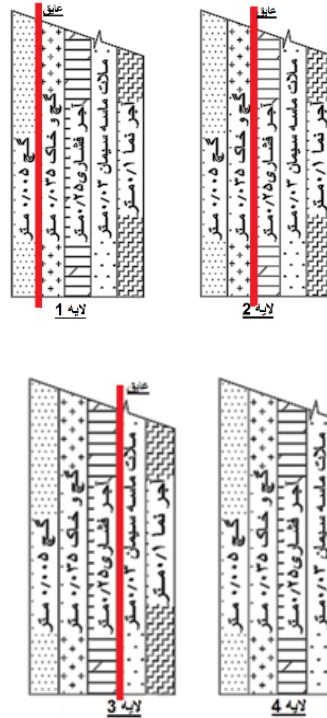 عایق
گچ ۰/۰۰۵ متر
گچ و خاک ۰/۰۳۵ متر
آجر فشاری ۰/۲۵ متر
ملات ماسه سیمان ۰/۰۳ متر
آجر نما ۰/۱ متر
لایه 1
عایق
گچ ۰/۰۰۵ متر
گچ و خاک ۰/۰۳۵ متر
آجر فشاری ۰/۲۵ متر
ملات ماسه سیمان ۰/۰۳ متر
آجر نما ۰/۱ متر
لایه 2
عایق
گچ ۰/۰۰۵ متر
گچ و خاک ۰/۰۳۵ متر
آجر فشاری ۰/۲۵ متر
ملات ماسه سیمان ۰/۰۳ متر
آجر نما ۰/۱ متر
لایه 3
گچ ۰/۰۰۵ متر
گچ و خاک ۰/۰۳۵ متر
آجر فشاری ۰/۲۵ متر
ملات ماسه سیمان ۰/۰۳ متر
لایه 4